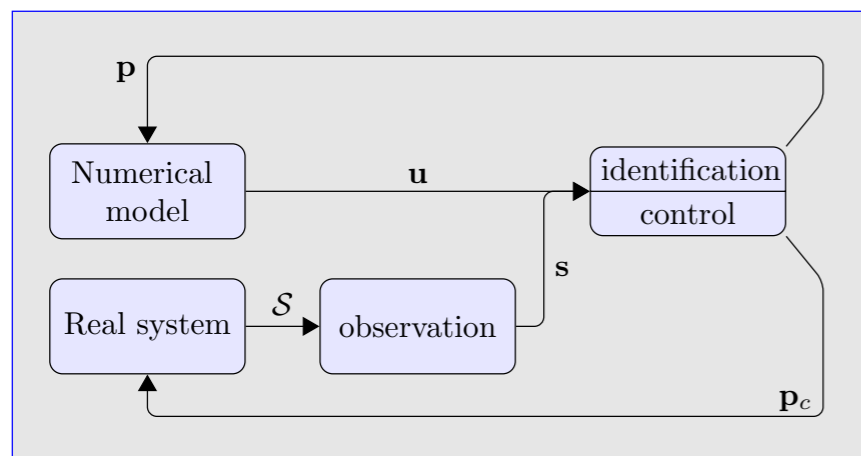 p
Numerical
model
u
identification
control
s
Real system
𝒮
observation
p_c